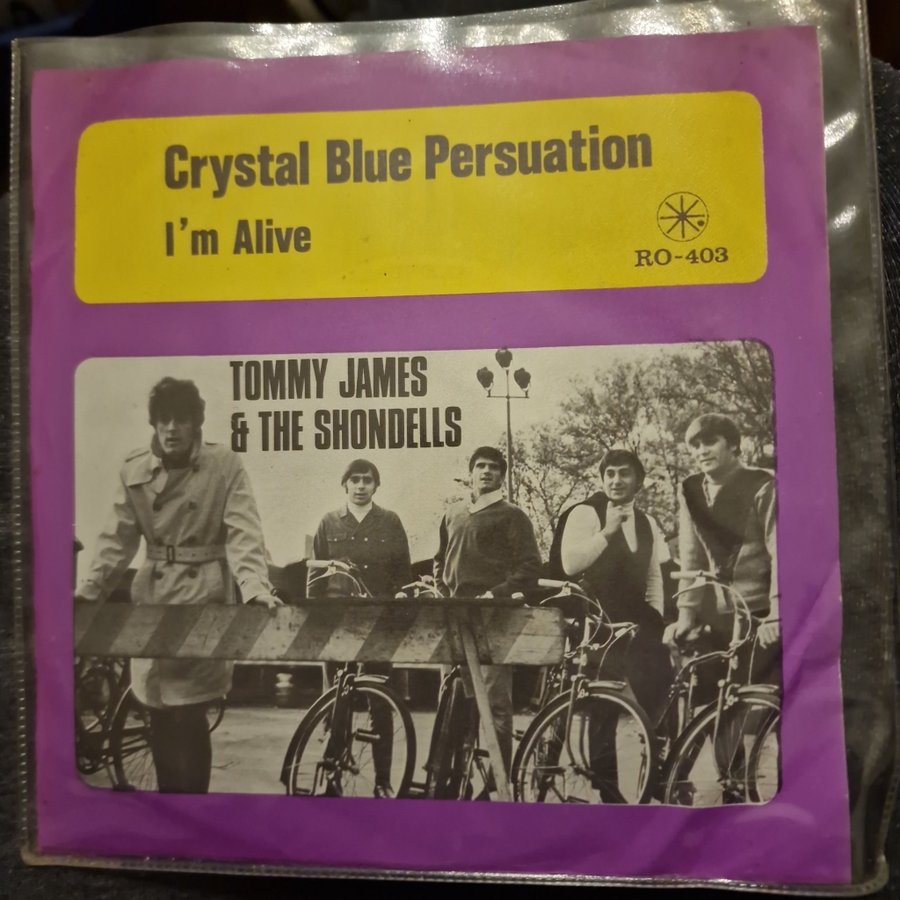 Crystal Blue Persuation
I'm Alive
RO-403
TOMMY JAMES
& THE SHONDELLS